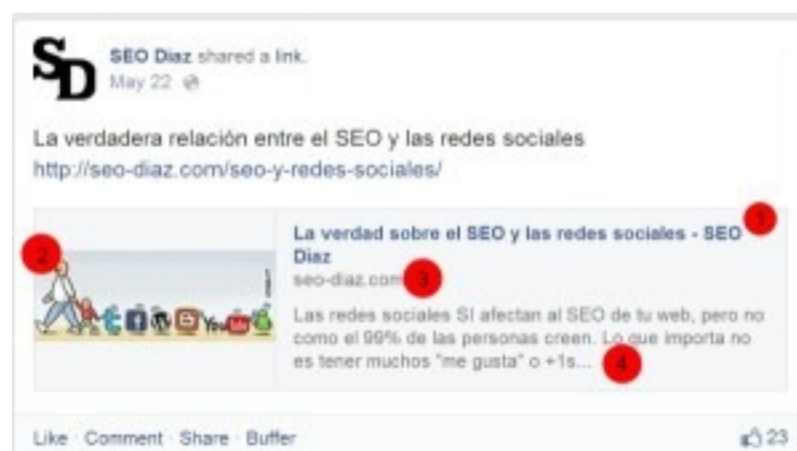 SD
SEO Diaz shared a link.
May 22
La verdadera relación entre el SEO y las redes sociales
http://seo-diaz.com/seo-y-redes-sociales/
1
La verdad sobre el SEO y las redes sociales - SEO
Diaz
2
seo-diaz.com
3
You Tube
Las redes sociales SI afectan al SEO de tu web, pero no
como el 99% de las personas creen. Lo que importa no
es tener muchos "me gusta" o +1s...
4
Like · Comment · Share · Buffer
23